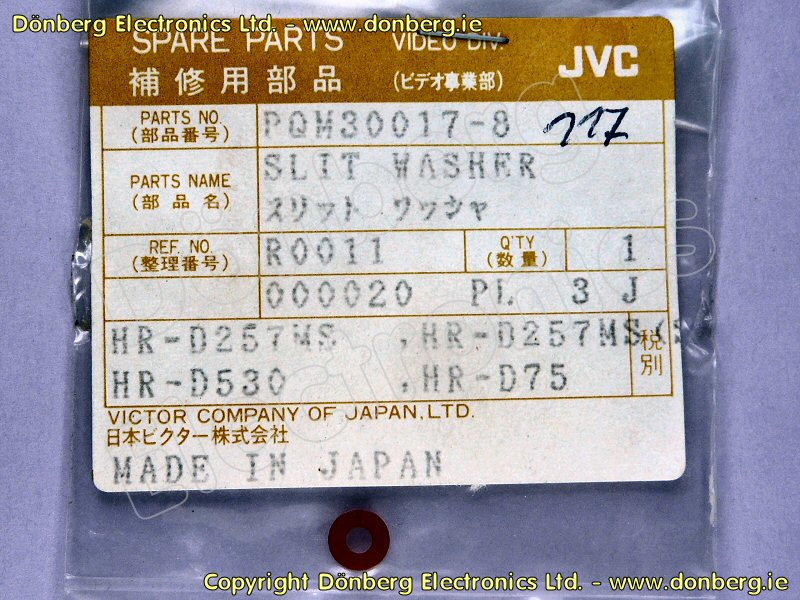 Dönberg Electronics Ltd. - www.donberg.ie
SPARE PARTS VIDEO DIV. JVC
補修用部品 (ビデオ事業部)
PARTS NO. PQM30017-8 117
(部品番号)
SLIT WASHER
PARTS NAME
(部品名) スリット ワッシャ
REF. NO. R0011 Q'TY 1
(整理番号) (数量)
000020 PL 3 J
HR-D257MS .HR-D257MS(S
HR-D530 .HR-D75
税別
VICTOR COMPANY OF JAPAN, LTD.
日本ビクター株式会社
MADE IN JAPAN
Dönberg Electronics
Copyright Dönberg Electronics Ltd. - www.donberg.ie